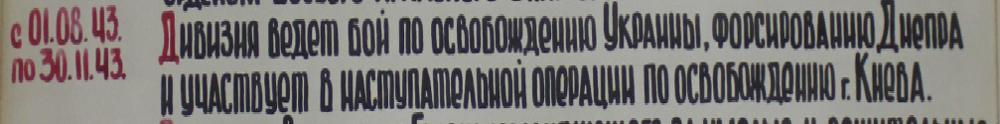 с 01.08.43. Дивизия ведет бой по освобождению Украины, форсированию Днепра
по 30.11.43. и участвует в наступательной операции по освобождению г. Киева.